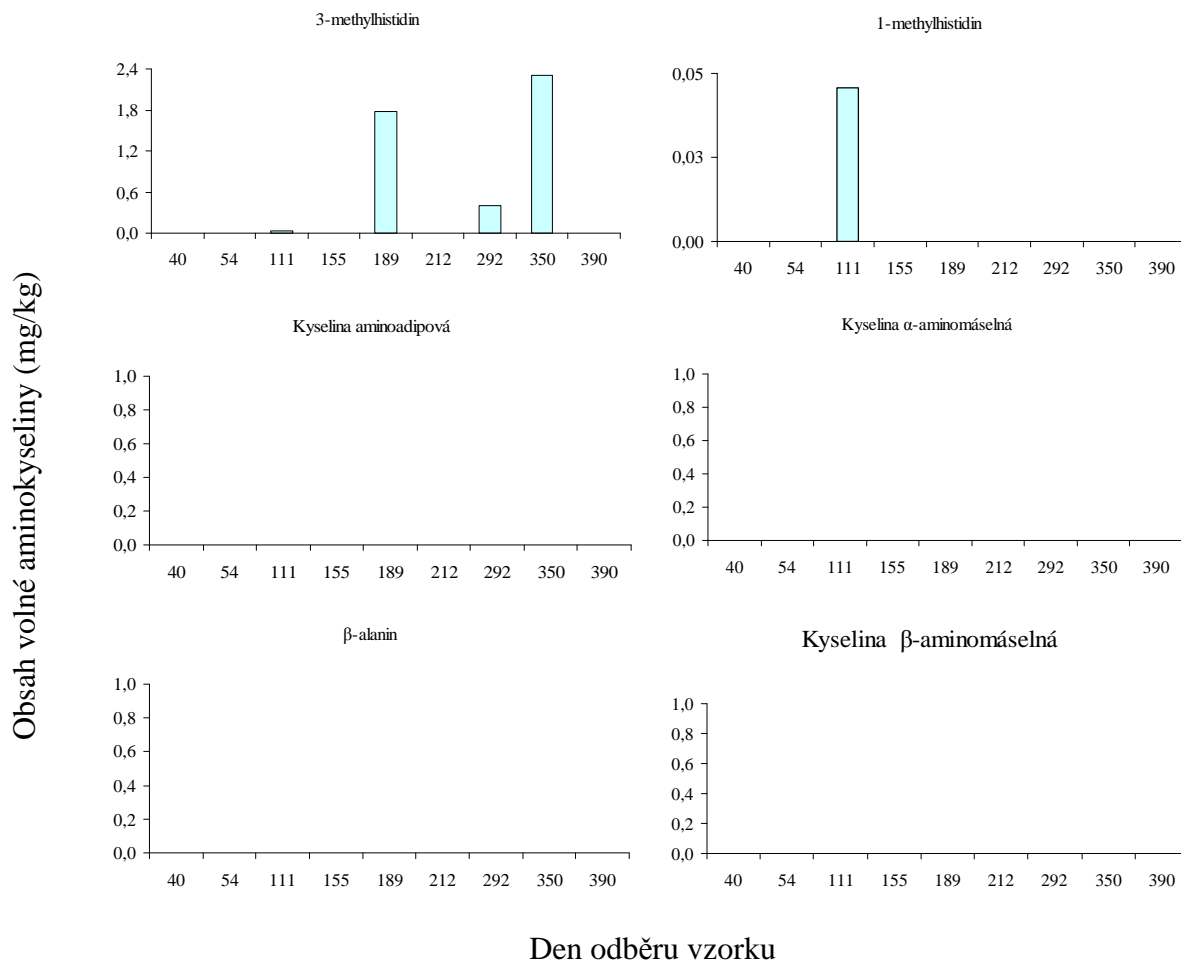 3-methylhistidin
2,4
1,8
1,2
0,6
0,0
40 54 111 155 189 212 292 350 390
1-methylhistidin
0,05
0,03
0,00
40 54 111 155 189 212 292 350 390
Obsah volné aminokyseliny (mg/kg)
Kyselina aminoadipová
1,0
0,8
0,6
0,4
0,2
0,0
40 54 111 155 189 212 292 350 390
Kyselina α-aminomáselná
1,0
0,8
0,6
0,4
0,2
0,0
40 54 111 155 189 212 292 350 390
β-alanin
1,0
0,8
0,6
0,4
0,2
0,0
40 54 111 155 189 212 292 350 390
Kyselina β-aminomáselná
1,0
0,8
0,6
0,4
0,2
0,0
40 54 111 155 189 212 292 350 390
Den odběru vzorku